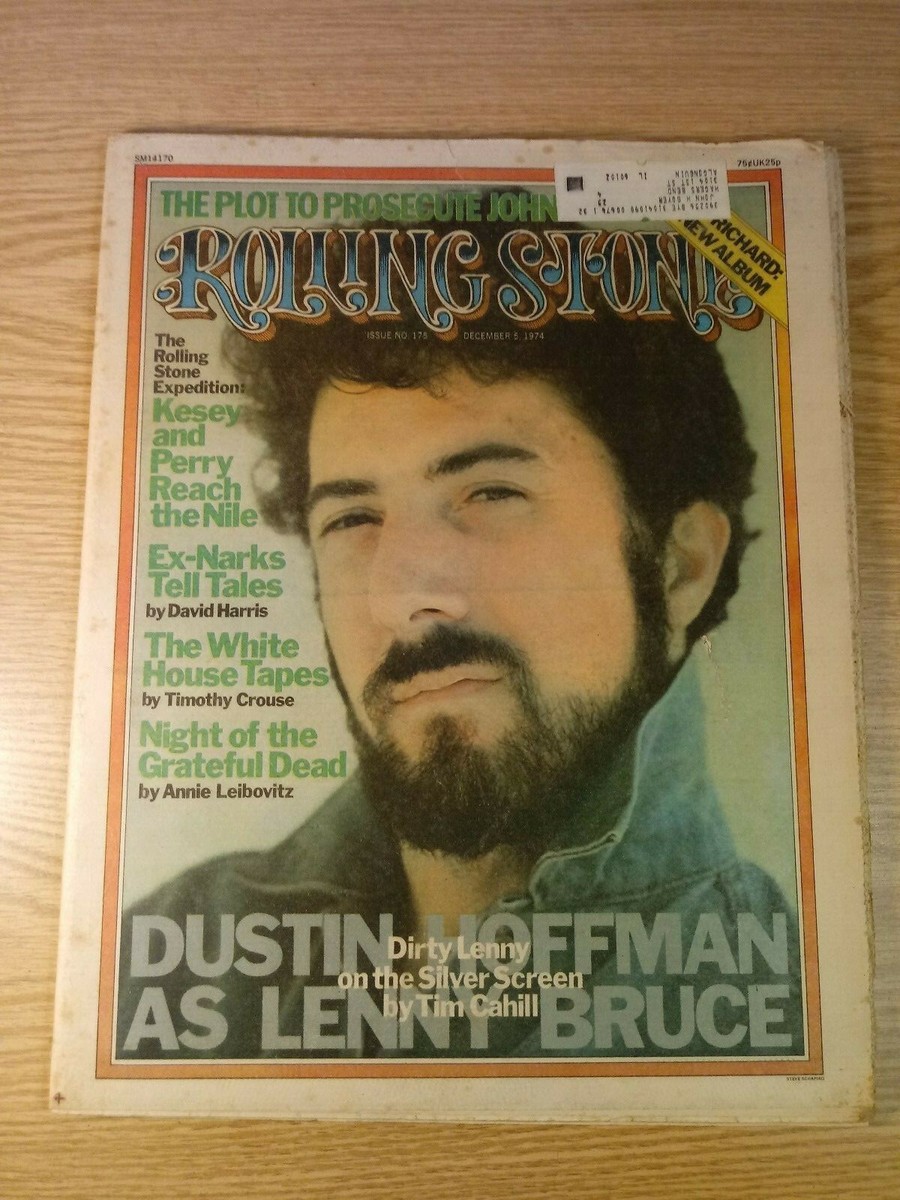 SM14170
75¢UK25p
THE PLOT TO PROSECUTE JOHN
RICHARD:
NEW ALBUM
ROLLING STONE
ISSUE NO. 175 DECEMBER 5, 1974
The
Rolling
Stone
Expedition:
Kesey
and
Perry
Reach
the Nile
Ex-Narks
Tell Tales
by David Harris
The White
House Tapes
by Timothy Crouse
Night of the
Grateful Dead
by Annie Leibovitz
DUSTIN HOFFMAN
Dirty Lenny
on the Silver Screen
by Tim Cahill
AS LENNY BRUCE